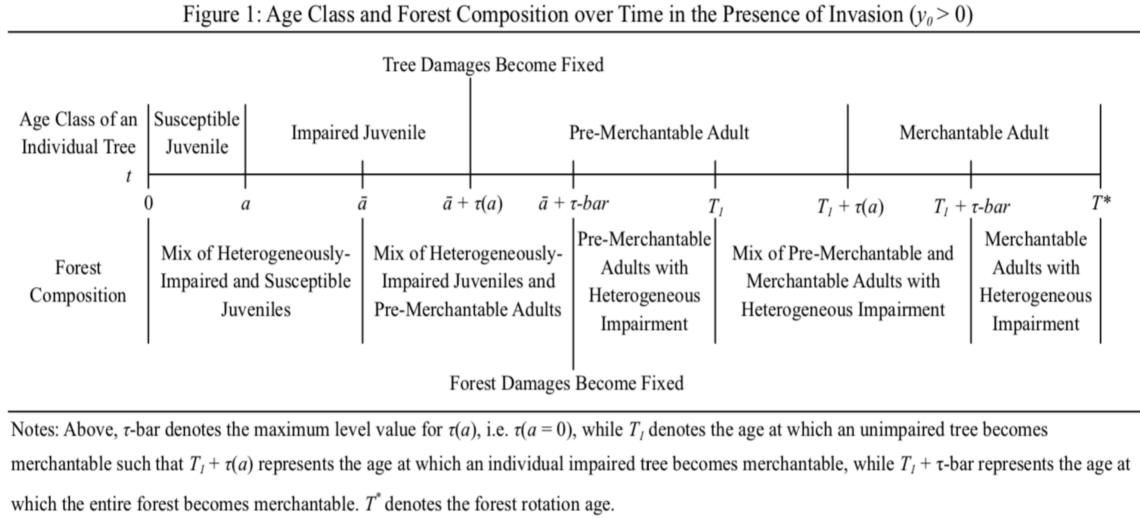 Figure 1: Age Class and Forest Composition over Time in the Presence of Invasion (y₀ > 0)
Tree Damages Become Fixed
Age Class of an
Individual Tree
Susceptible
Juvenile
Impaired Juvenile
Pre-Merchantable Adult
Merchantable Adult
t
0
a
ā
ā + τ(a)
ā + τ-bar
T₁
T₁ + τ(a)
T₁ + τ-bar
T*
Forest
Composition
Mix of Heterogeneously-
Impaired and Susceptible
Juveniles
Mix of Heterogeneously-
Impaired Juveniles and
Pre-Merchantable Adults
Pre-Merchantable
Adults with
Heterogeneous
Impairment
Mix of Pre-Merchantable and
Merchantable Adults with
Heterogeneous Impairment
Merchantable
Adults with
Heterogeneous
Impairment
Forest Damages Become Fixed
Notes: Above, τ-bar denotes the maximum level value for τ(a), i.e. τ(a = 0), while T₁ denotes the age at which an unimpaired tree becomes
merchantable such that T₁ + τ(a) represents the age at which an individual impaired tree becomes merchantable, while T₁ + τ-bar represents the age at
which the entire forest becomes merchantable. T* denotes the forest rotation age.